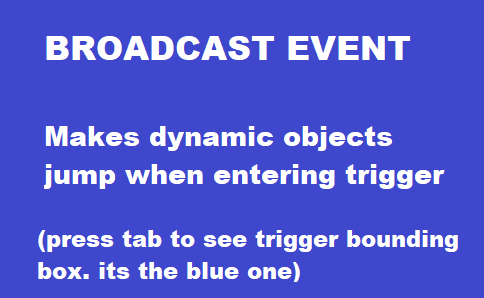 BROADCAST EVENT
Makes dynamic objects
jump when entering trigger
(press tab to see trigger bounding
box. its the blue one)